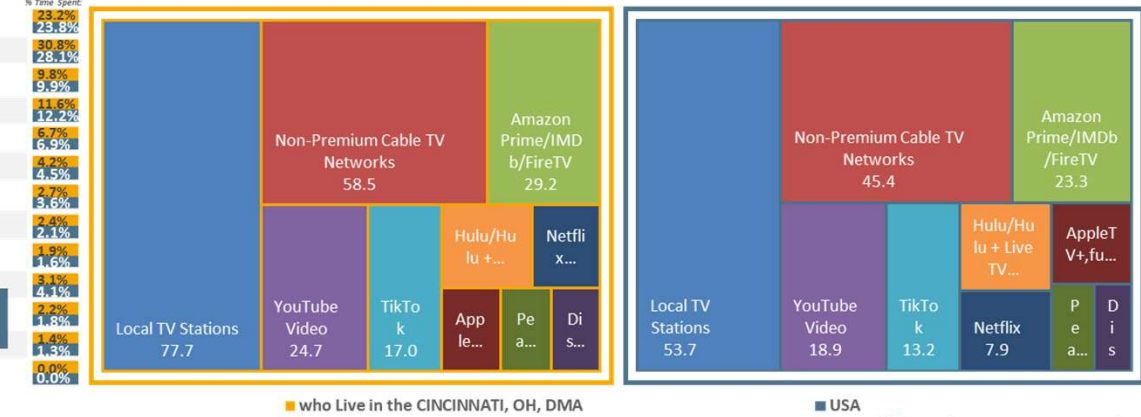 % Time Spent:
23.2%
23.8%
30.8%
28.1%
9.8%
9.9%
11.6%
12.2%
6.7%
6.9%
4.2%
4.5%
2.7%
3.6%
2.4%
2.1%
1.9%
1.6%
3.1%
4.1%
2.2%
1.8%
1.4%
1.3%
0.0%
0.0%
Local TV Stations
77.7
Non-Premium Cable TV
Networks
58.5
Amazon
Prime/IMD
b/FireTV
29.2
YouTube
Video
24.7
TikTo
k
17.0
Hulu/Hu
lu +...
Netfli
x...
App
le...
Pe
a...
Di
s...
Local TV
Stations
53.7
Non-Premium Cable TV
Networks
45.4
Amazon
Prime/IMDb
/FireTV
23.3
YouTube
Video
18.9
TikTo
k
13.2
Hulu/Hu
lu + Live
TV...
AppleT
V+,fu...
Netflix
7.9
P
e
a...
D
i
s
who Live in the CINCINNATI, OH, DMA
USA